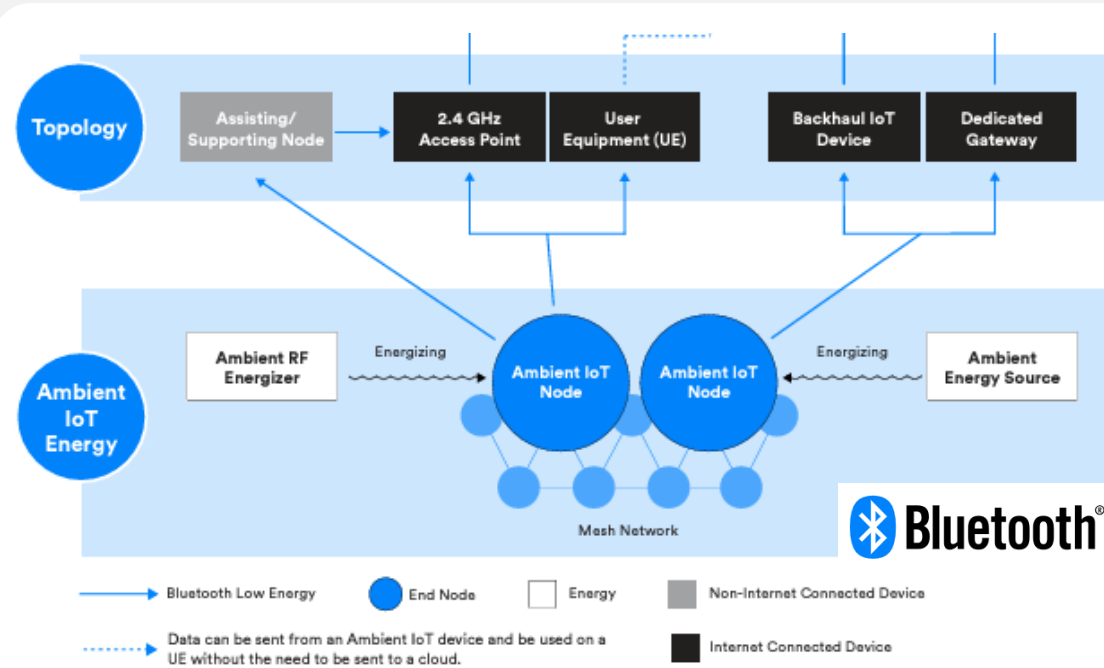 Topology
Assisting/
Supporting Node
2.4 GHz
Access Point
User
Equipment (UE)
Backhaul IoT
Device
Dedicated
Gateway
Ambient
IoT
Energy
Ambient RF
Energizer
Energizing
Ambient IoT
Node
Ambient IoT
Node
Energizing
Ambient
Energy Source
Mesh Network
Bluetooth®
Bluetooth Low Energy
End Node
Energy
Non-Internet Connected Device
Data can be sent from an Ambient IoT device and be used on a
UE without the need to be sent to a cloud.
Internet Connected Device